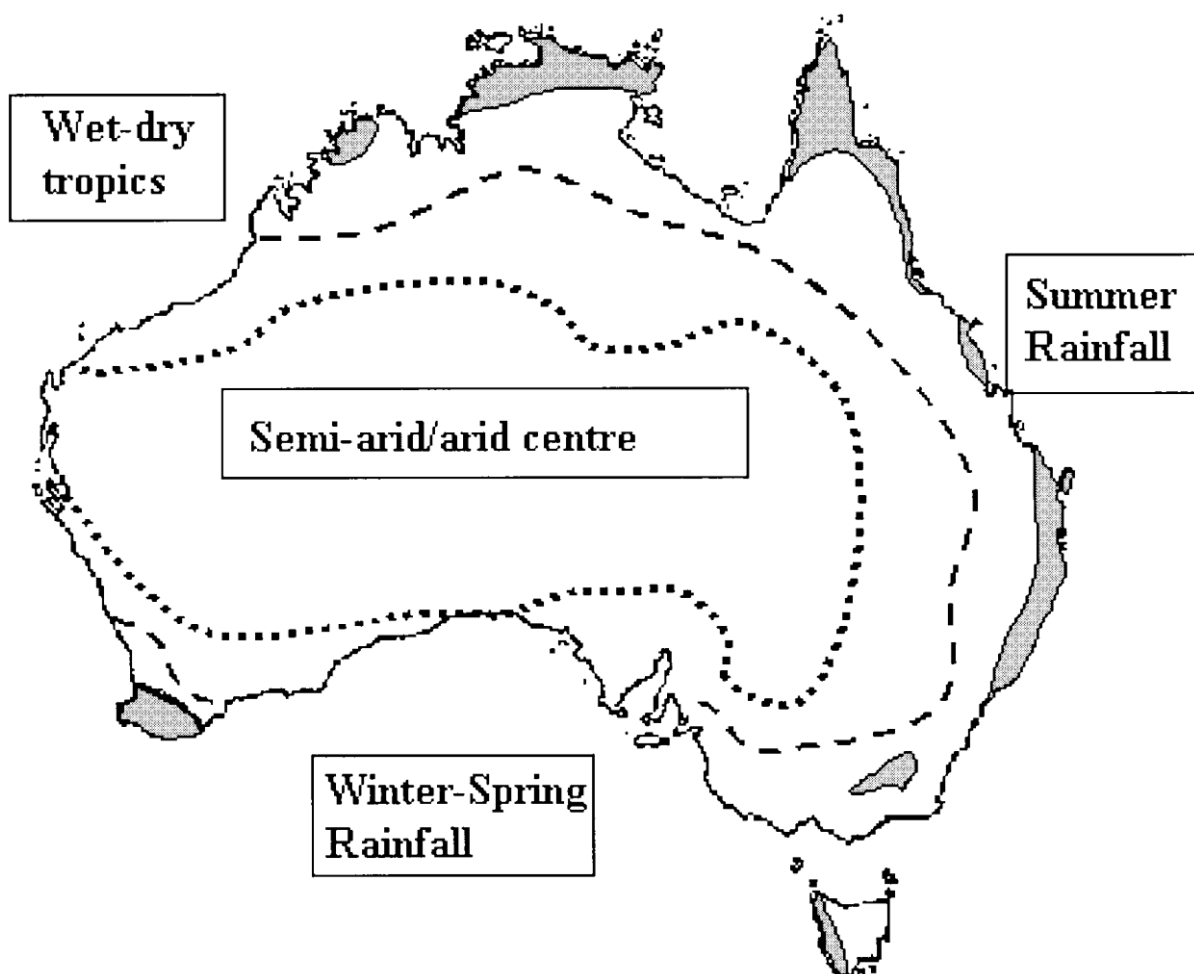 Wet-dry
tropics
Summer
Rainfall
Semi-arid/arid centre
Winter-Spring
Rainfall